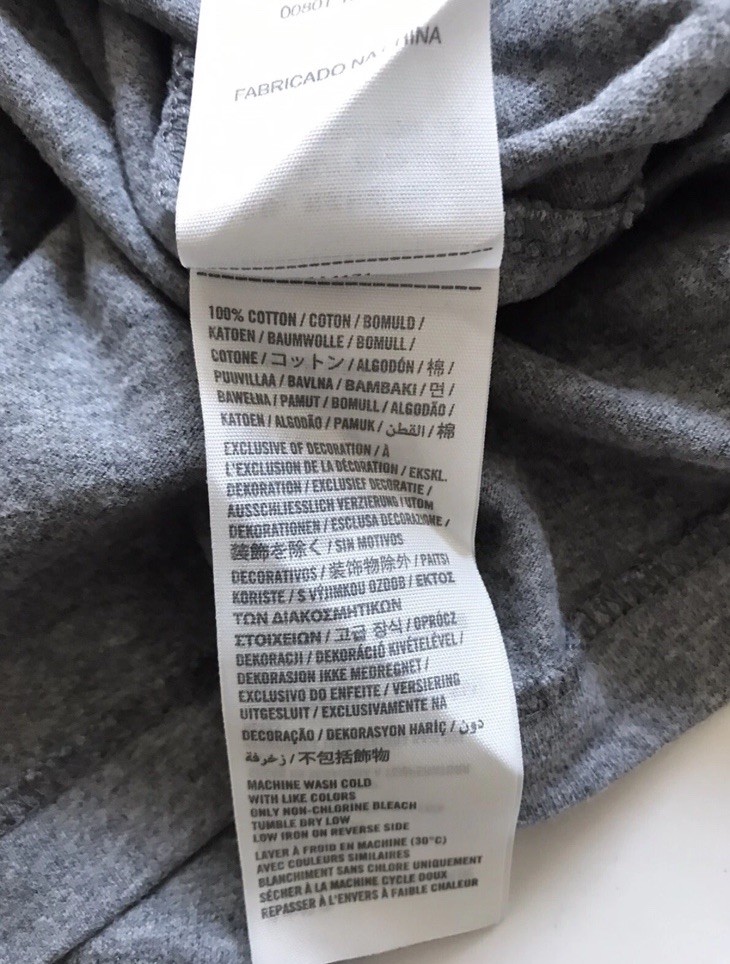 FABRICADO NA
100% COTTON / COTON / BOMULD /
KATOEN / BAUMWOLLE / BOMULL /
COTONE / コットン / ALGODÓN / 棉 /
PUUVILLAA / BAVLNA / BAMBAKI / 면 /
BAWEŁNA / PAMUT / BOMULL / ALGODÃO /
KATOEN / ALGODÃO / PAMUK / القطن / 棉
EXCLUSIVE OF DECORATION / À
L'EXCLUSION DE LA DÉCORATION / EKSKL.
DEKORATION / EXCLUSIEF DECORATIE /
AUSSCHLIESSLICH VERZIERUNG / UTOM
DEKORATIONEN / ESCLUSA DECORAZIONE /
装飾を除く / SIN MOTIVOS
DECORATIVOS / 装饰物除外 / PAITSI
KORISTE / S VÝJIMKOU OZDOB / ΕΚΤΟΣ
ΤΩΝ ΔΙΑΚΟΣΜΗΤΙΚΩΝ
ΣΤΟΙΧΕΙΩΝ / 고급 장식 / OPRÓCZ
DEKORACJI / DEKORÁCIÓ KIVÉTELÉVEL /
DEKORASJON IKKE MEDREGNET /
EXCLUSIVO DO ENFEITE / VERSIERING
UITGESLUIT / EXCLUSIVAMENTE NA
DECORAÇÃO / DEKORASYON HARİÇ / دون
زخرفة / 不包括飾物
MACHINE WASH COLD
WITH LIKE COLORS
ONLY NON-CHLORINE BLEACH
TUMBLE DRY LOW
LOW IRON ON REVERSE SIDE
LAVER À FROID EN MACHINE (30°C)
AVEC COULEURS SIMILAIRES
BLANCHIMENT SANS CHLORE UNIQUEMENT
SÉCHER À LA MACHINE CYCLE DOUX
REPASSER À L'ENVERS À FAIBLE CHALEUR